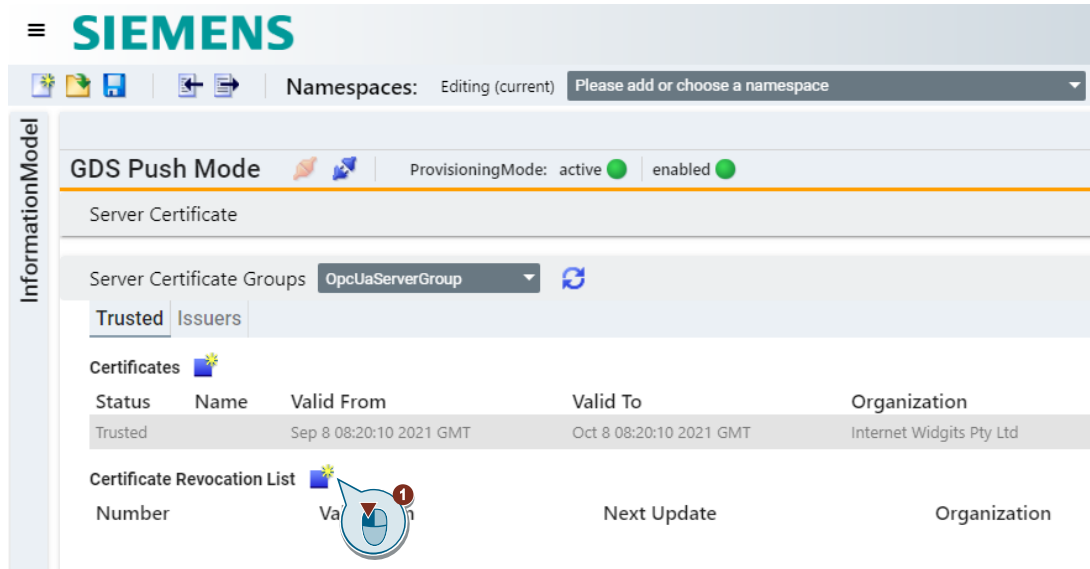 SIEMENS
Namespaces: Editing (current) Please add or choose a namespace
InformationModel
GDS Push Mode ProvisioningMode: active enabled
Server Certificate
Server Certificate Groups OpcUaServerGroup
Trusted Issuers
Certificates
Status Name Valid From Valid To Organization
Trusted Sep 8 08:20:10 2021 GMT Oct 8 08:20:10 2021 GMT Internet Widgits Pty Ltd
Certificate Revocation List
1
Number Next Update Organization